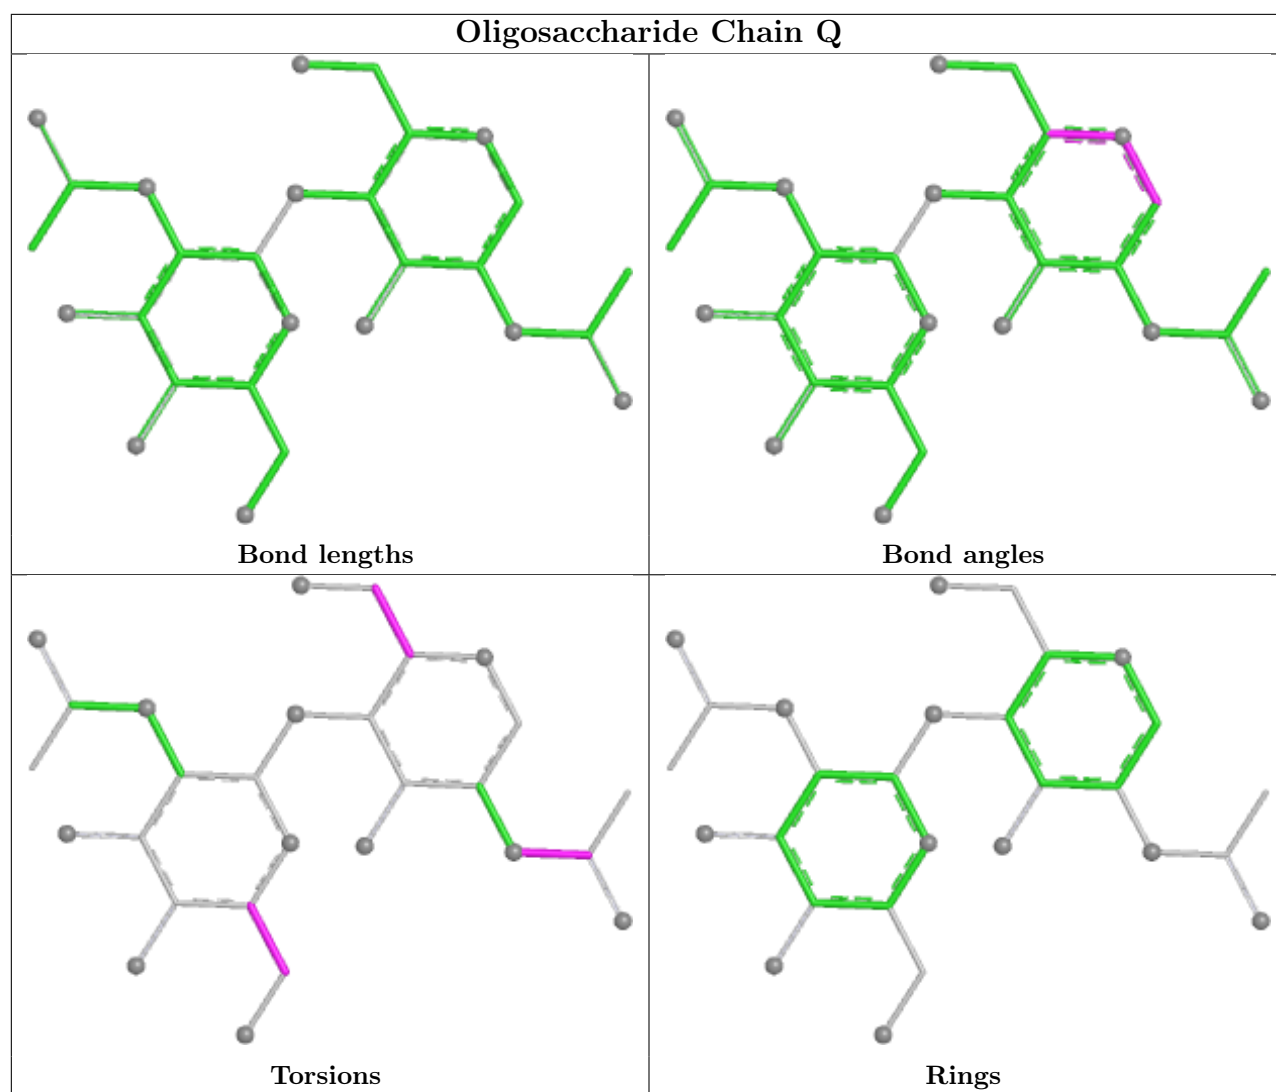 Oligosaccharide Chain Q
Bond lengths
Bond angles
Torsions
Rings